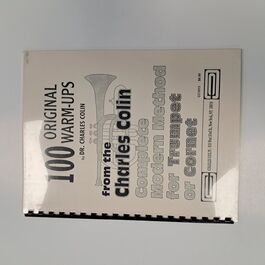 100 ORIGINAL
WARM-UPS
by DR. CHARLES COLIN
from the
Charles Colin
Complete
Modern Method
for Trumpet
or Cornet